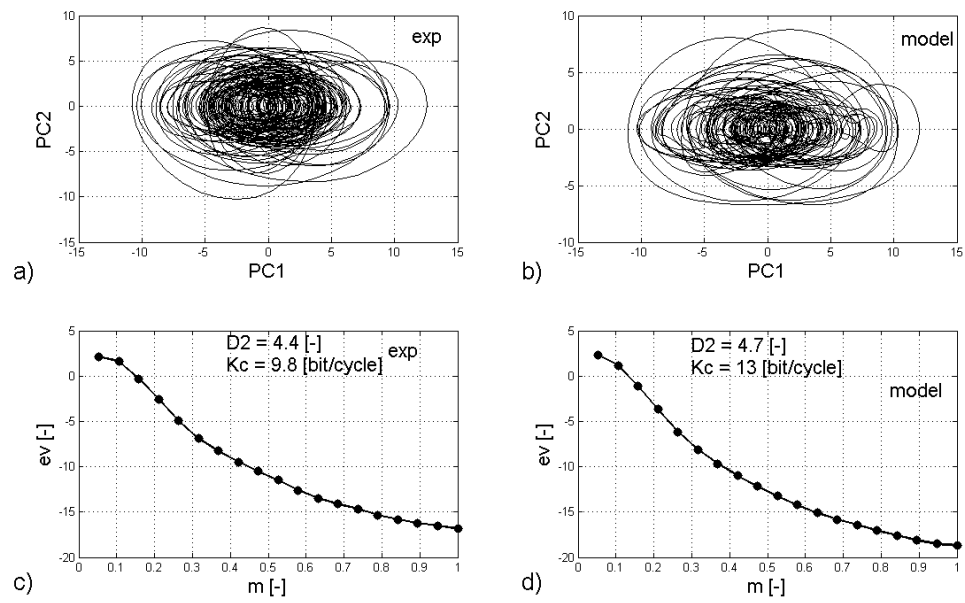 10
5
0
-5
-10
-15
-15
-10
-5
0
5
10
15
PC2
PC1
exp
a)
10
5
0
-5
-10
-15
-10
-5
0
5
10
15
PC2
PC1
model
b)
5
0
-5
-10
-15
-20
0
0.1
0.2
0.3
0.4
0.5
0.6
0.7
0.8
0.9
1
D2 = 4.4 [-]
Kc = 9.8 [bit/cycle]
exp
ev [-]
m [-]
c)
5
0
-5
-10
-15
-20
0
0.1
0.2
0.3
0.4
0.5
0.6
0.7
0.8
0.9
1
D2 = 4.7 [-]
Kc = 13 [bit/cycle]
model
ev [-]
m [-]
d)